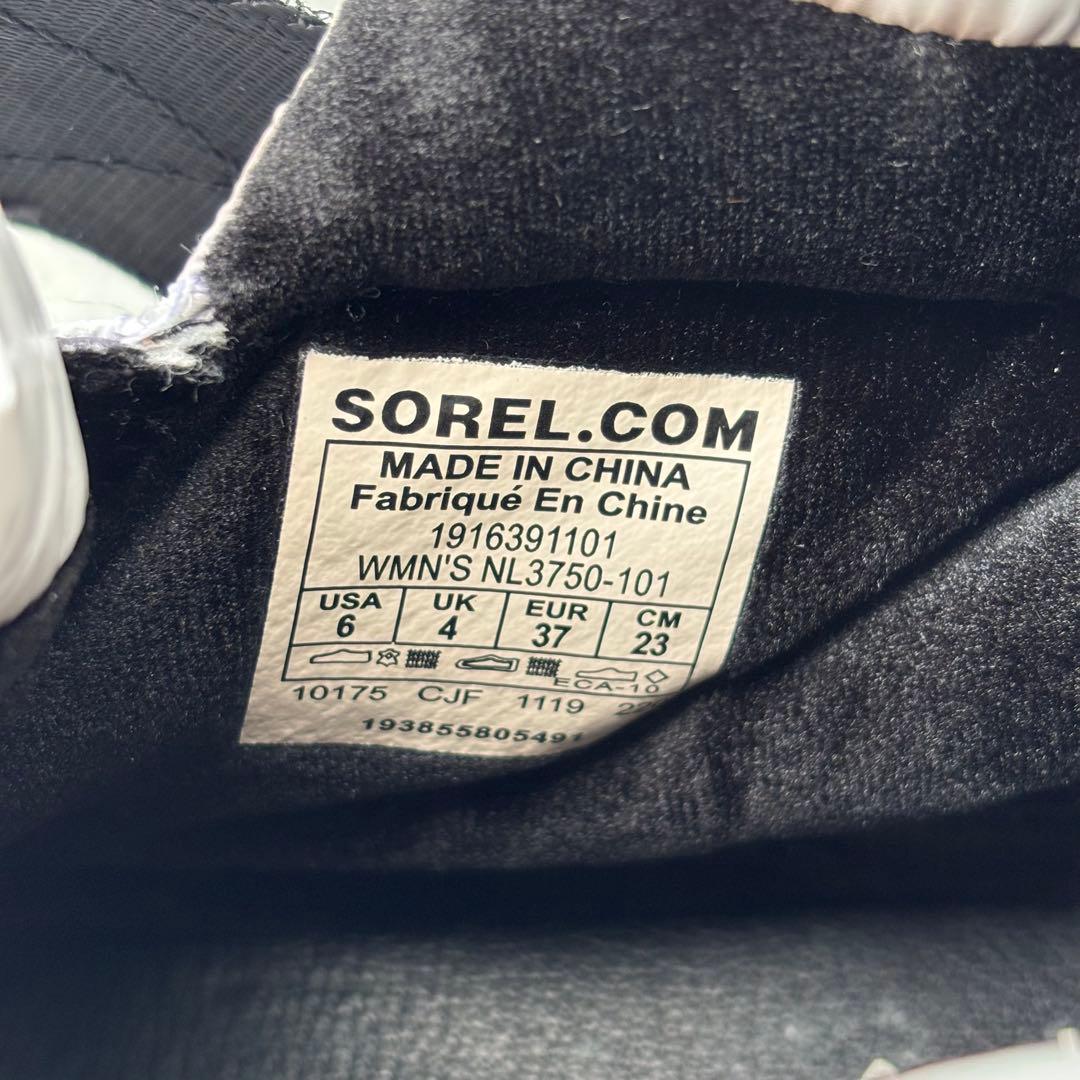 SOREL.COM
MADE IN CHINA
Fabriqué En Chine
1916391101
WMN'S NL3750-101
USA UK EUR CM
6 4 37 23
ECA-10
10175 CJF 1119
193855805491